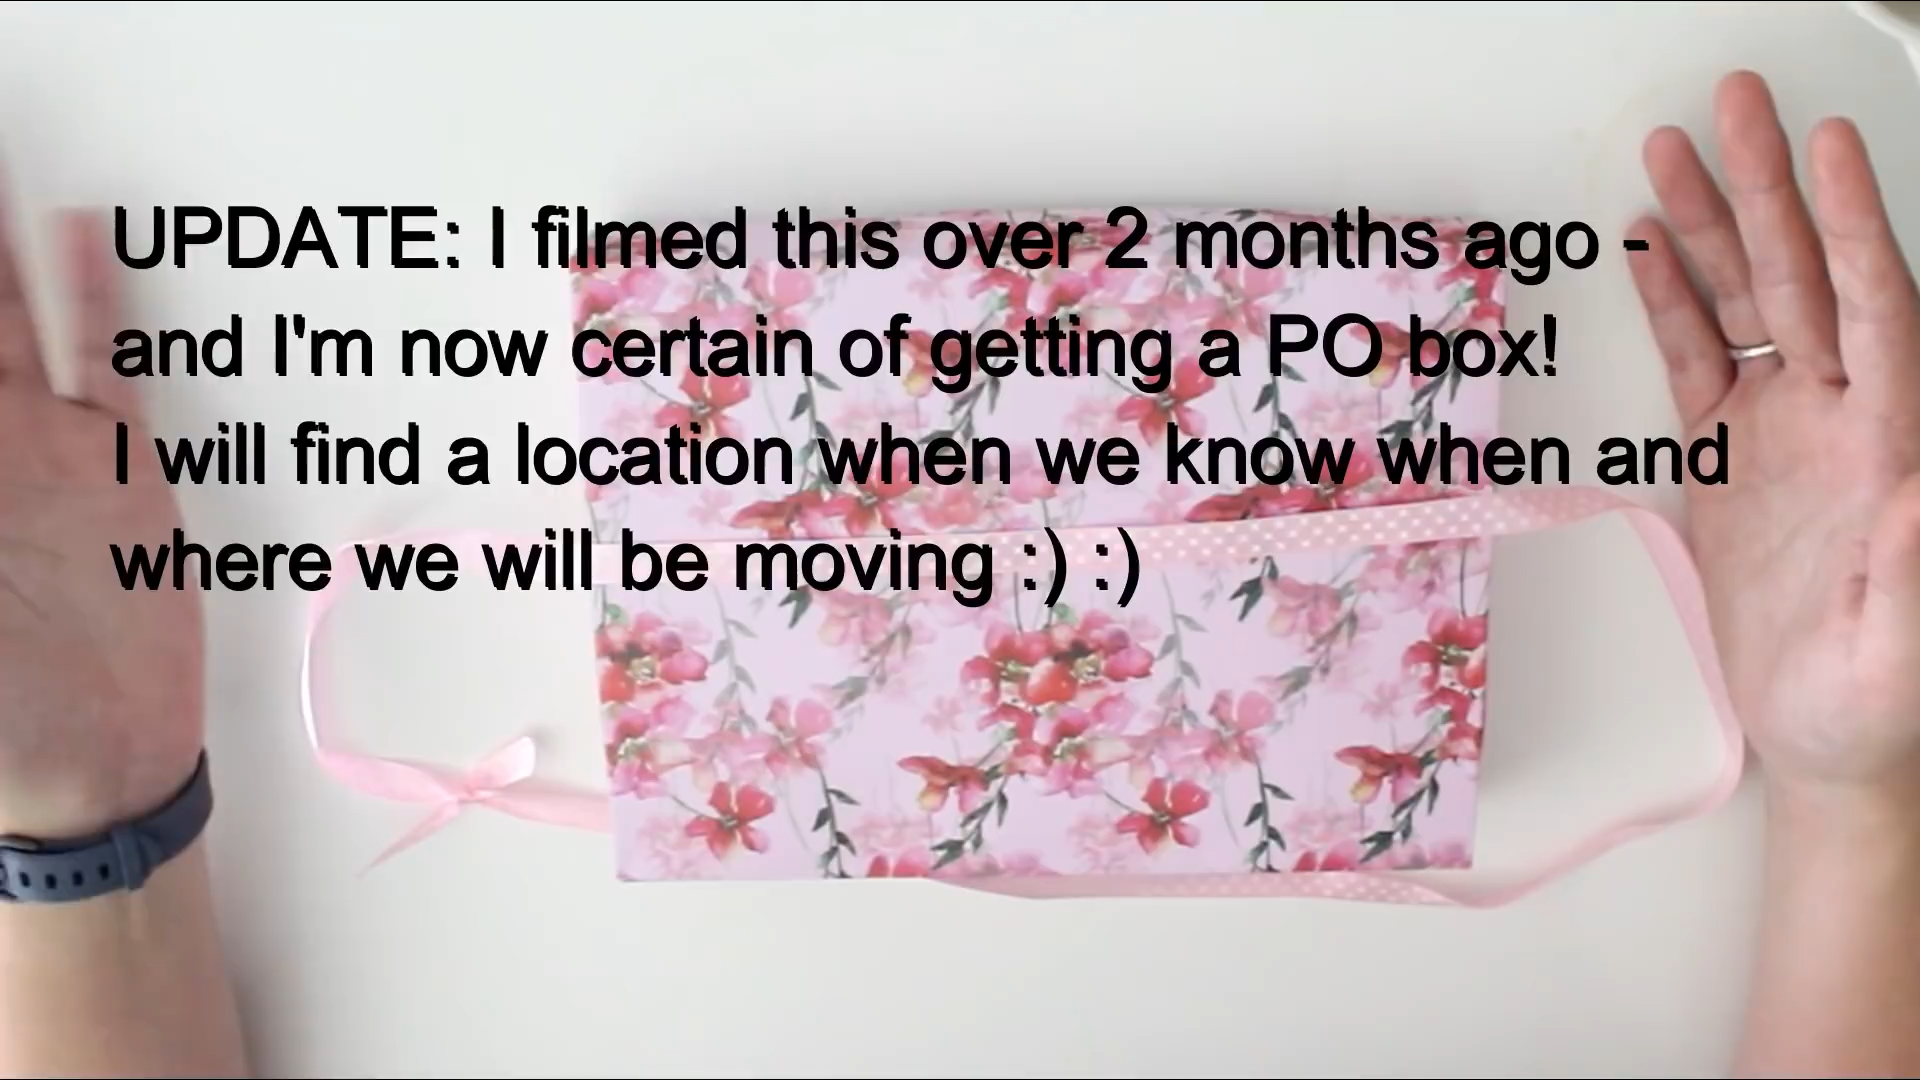 UPDATE: I filmed this over 2 months ago -
and I'm now certain of getting a PO box!
I will find a location when we know when and
where we will be moving :) :)